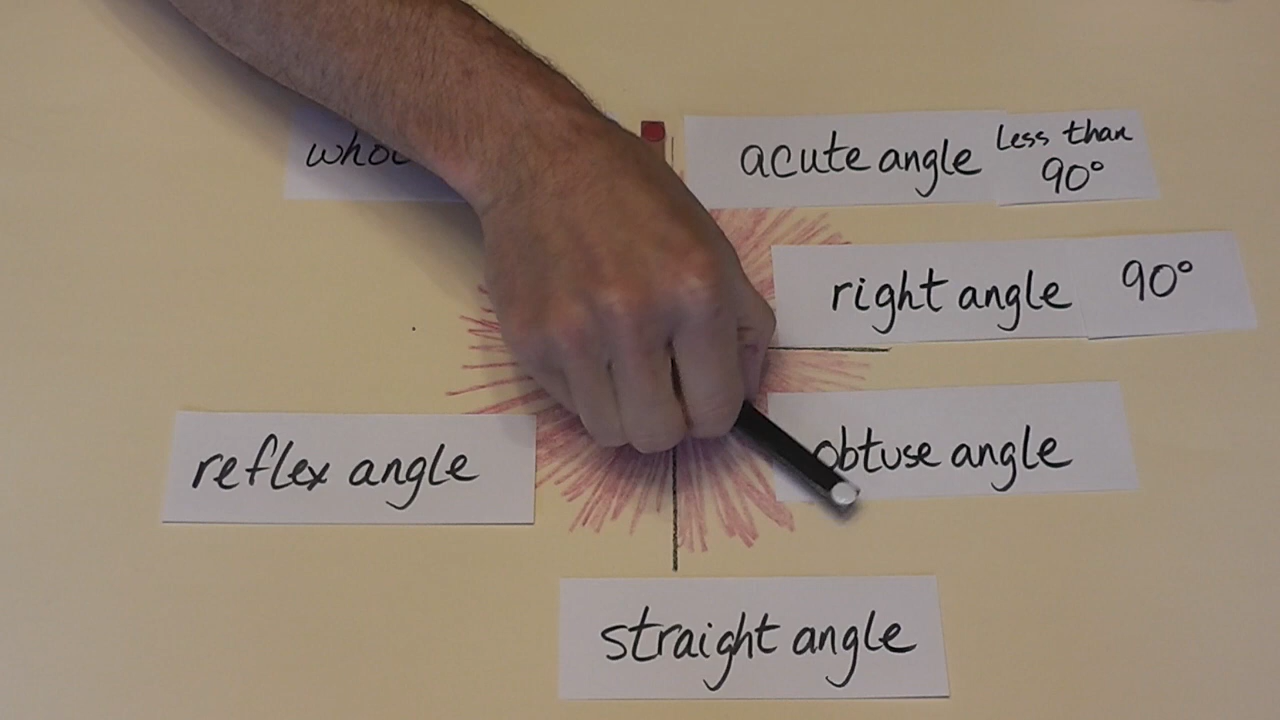 acute angle
less than
90°
right angle 90°
obtuse angle
reflex angle
straight angle